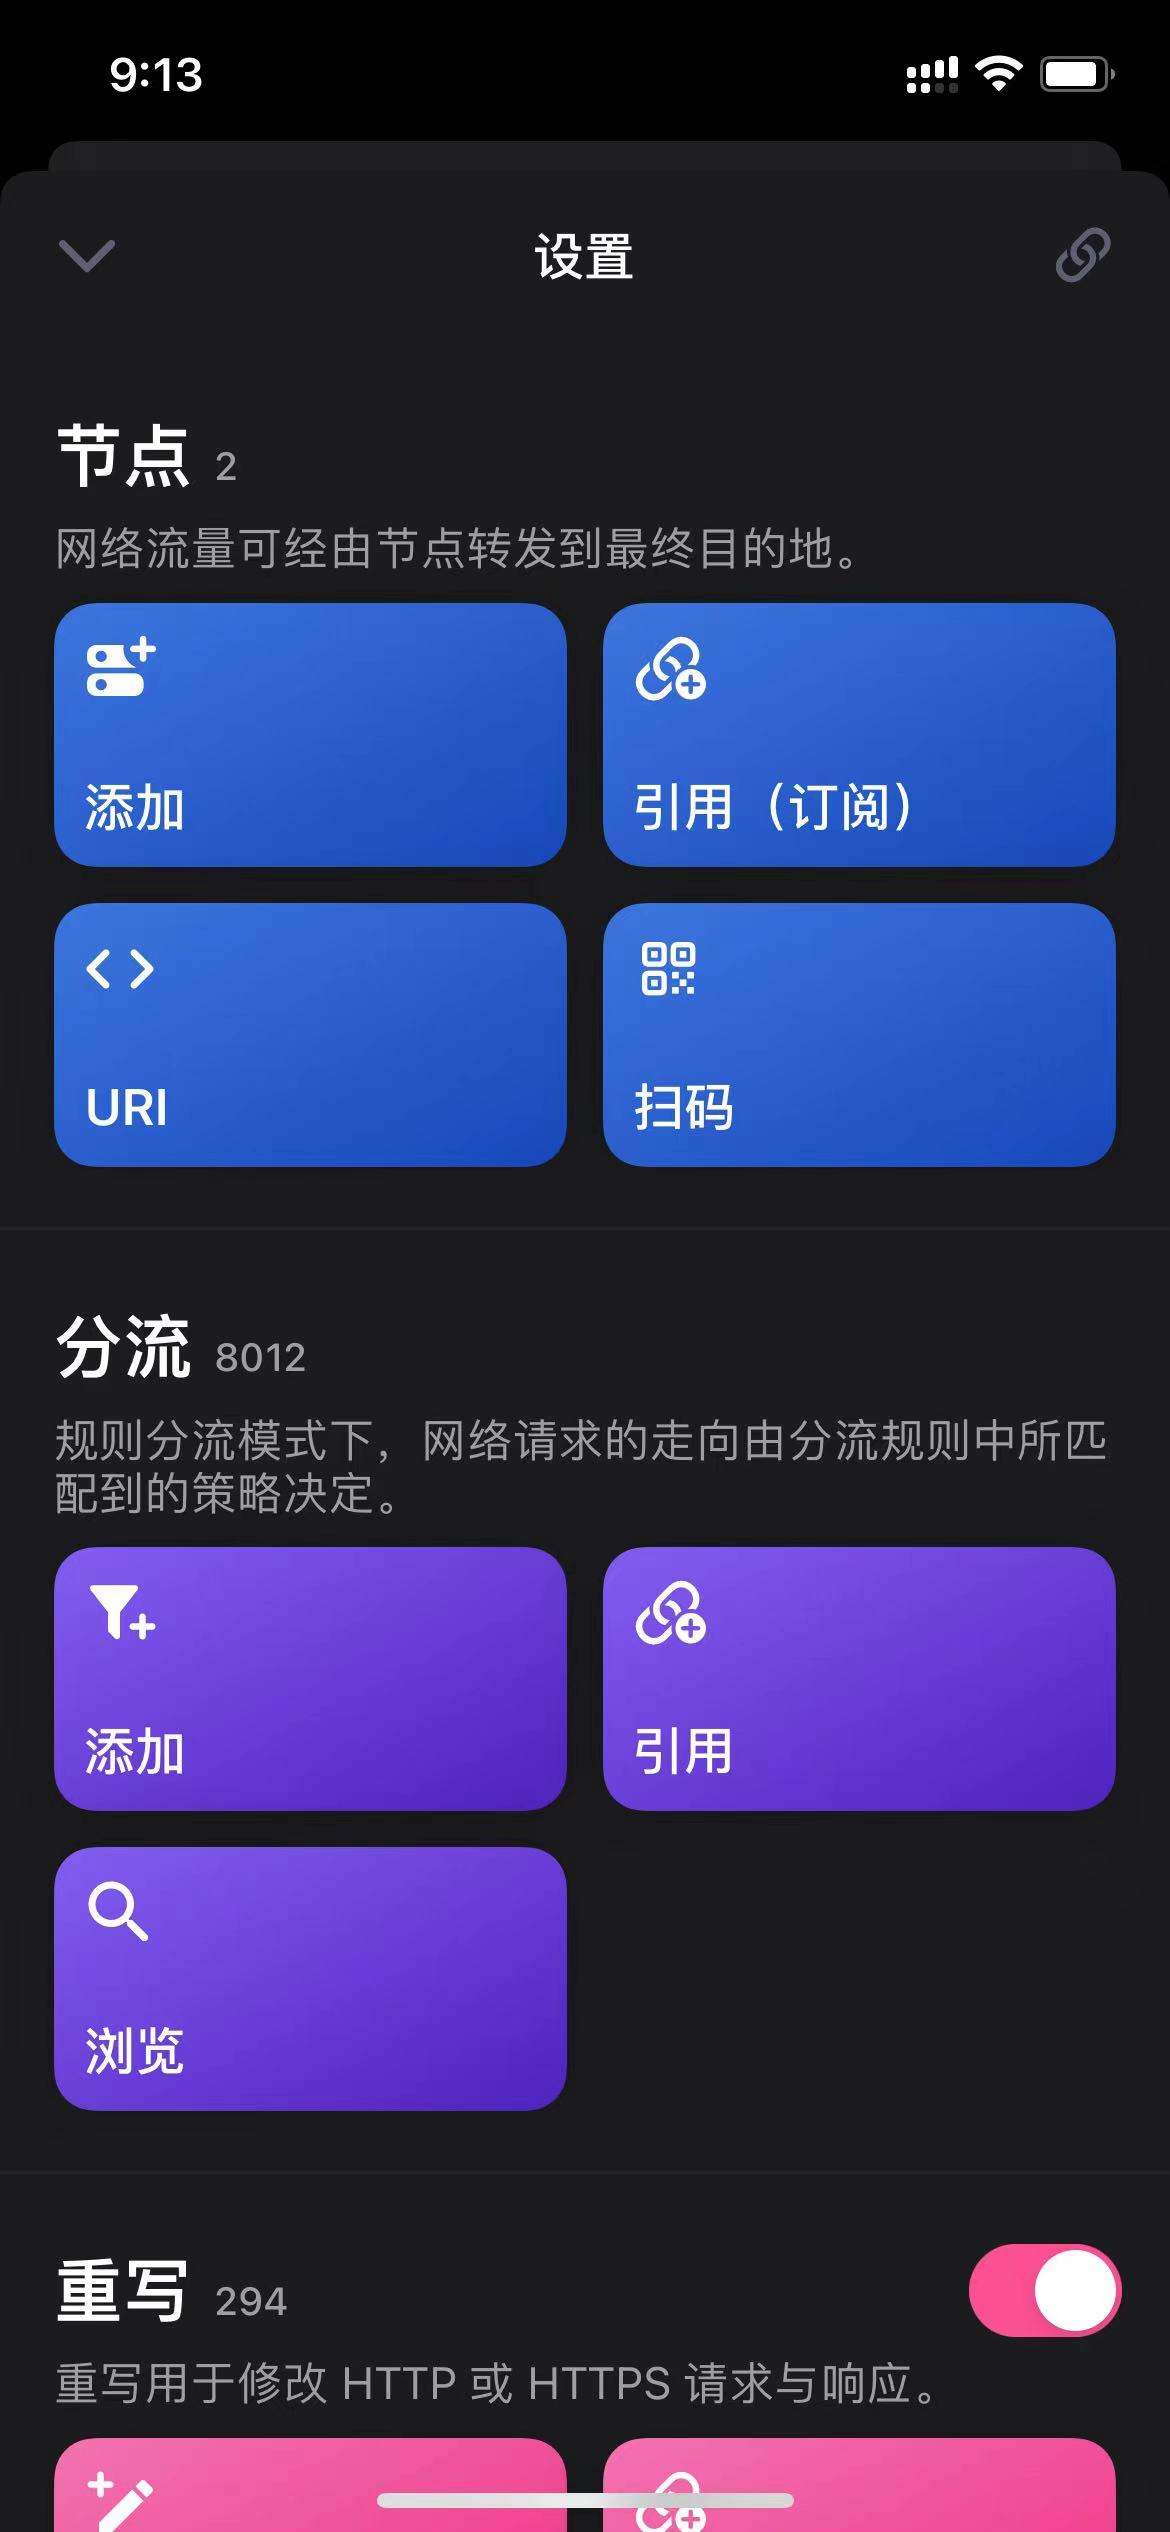 9:13
设置
节点 2
网络流量可经由节点转发到最终目的地。
添加
引用（订阅）
URI
扫码
分流 8012
规则分流模式下，网络请求的走向由分流规则中所匹
配到的策略决定。
添加
引用
浏览
重写 294
重写用于修改 HTTP 或 HTTPS 请求与响应。